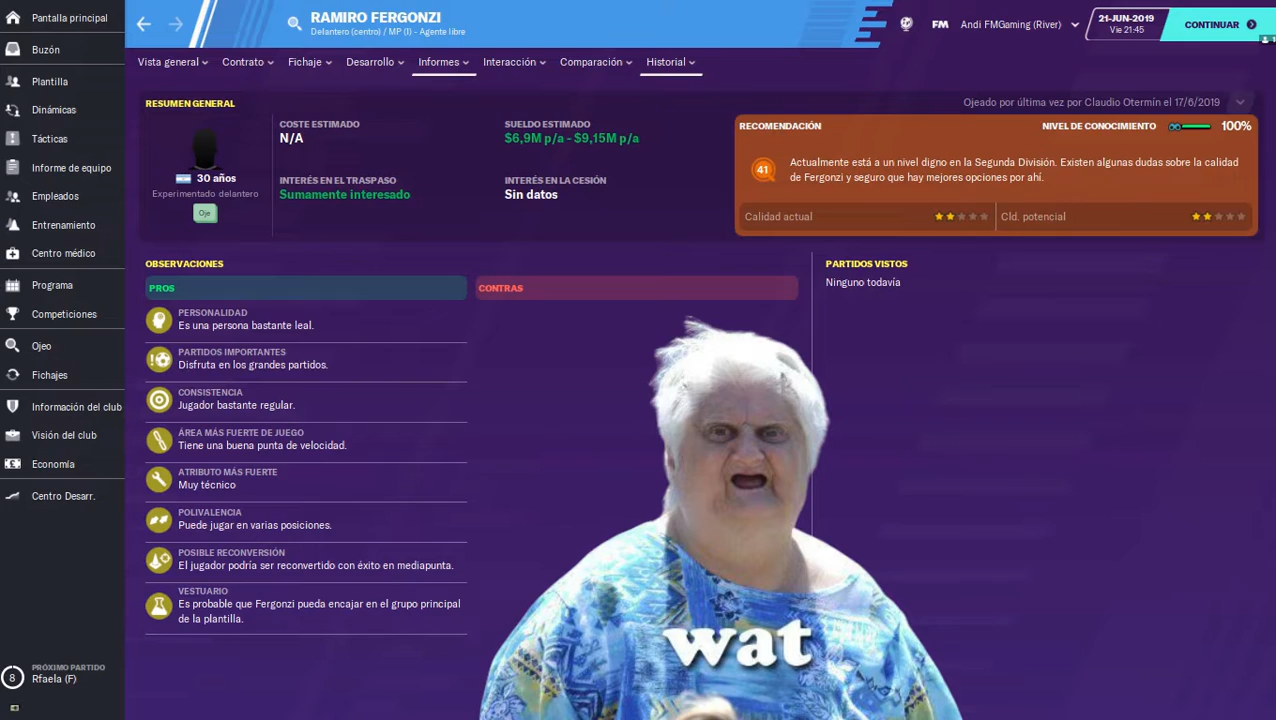 Pantalla principal
Buzón
Plantilla
Dinámicas
Tácticas
Informe de equipo
Empleados
Entrenamiento
Centro médico
Programa
Competiciones
Ojeo
Fichajes
Información del club
Visión del club
Economía
Centro Desarr.
PRÓXIMO PARTIDO
8 Rfaela (F)
RAMIRO FERGONZI
Delantero (centro) / MP (I) - Agente libre
FM Andi FMGaming (River)
21-JUN-2019
Vie 21:45
CONTINUAR
1
Vista general Contrato Fichaje Desarrollo Informes Interacción Comparación Historial
RESUMEN GENERAL
Ojeado por última vez por Claudio Otermín el 17/6/2019
30 años
Experimentado delantero
Oje
COSTE ESTIMADO
N/A
SUELDO ESTIMADO
$6,9M p/a - $9,15M p/a
INTERÉS EN EL TRASPASO
Sumamente interesado
INTERÉS EN LA CESIÓN
Sin datos
RECOMENDACIÓN
NIVEL DE CONOCIMIENTO 100%
41
Actualmente está a un nivel digno en la Segunda División. Existen algunas dudas sobre la calidad
de Fergonzi y seguro que hay mejores opciones por ahí.
Calidad actual
Cld. potencial
OBSERVACIONES
PROS
PERSONALIDAD
Es una persona bastante leal.
PARTIDOS IMPORTANTES
Disfruta en los grandes partidos.
CONSISTENCIA
Jugador bastante regular.
ÁREA MÁS FUERTE DE JUEGO
Tiene una buena punta de velocidad.
ATRIBUTO MÁS FUERTE
Muy técnico
POLIVALENCIA
Puede jugar en varias posiciones.
POSIBLE RECONVERSIÓN
El jugador podría ser reconvertido con éxito en mediapunta.
VESTUARIO
Es probable que Fergonzi pueda encajar en el grupo principal
de la plantilla.
CONTRAS
PARTIDOS VISTOS
Ninguno todavía
wat